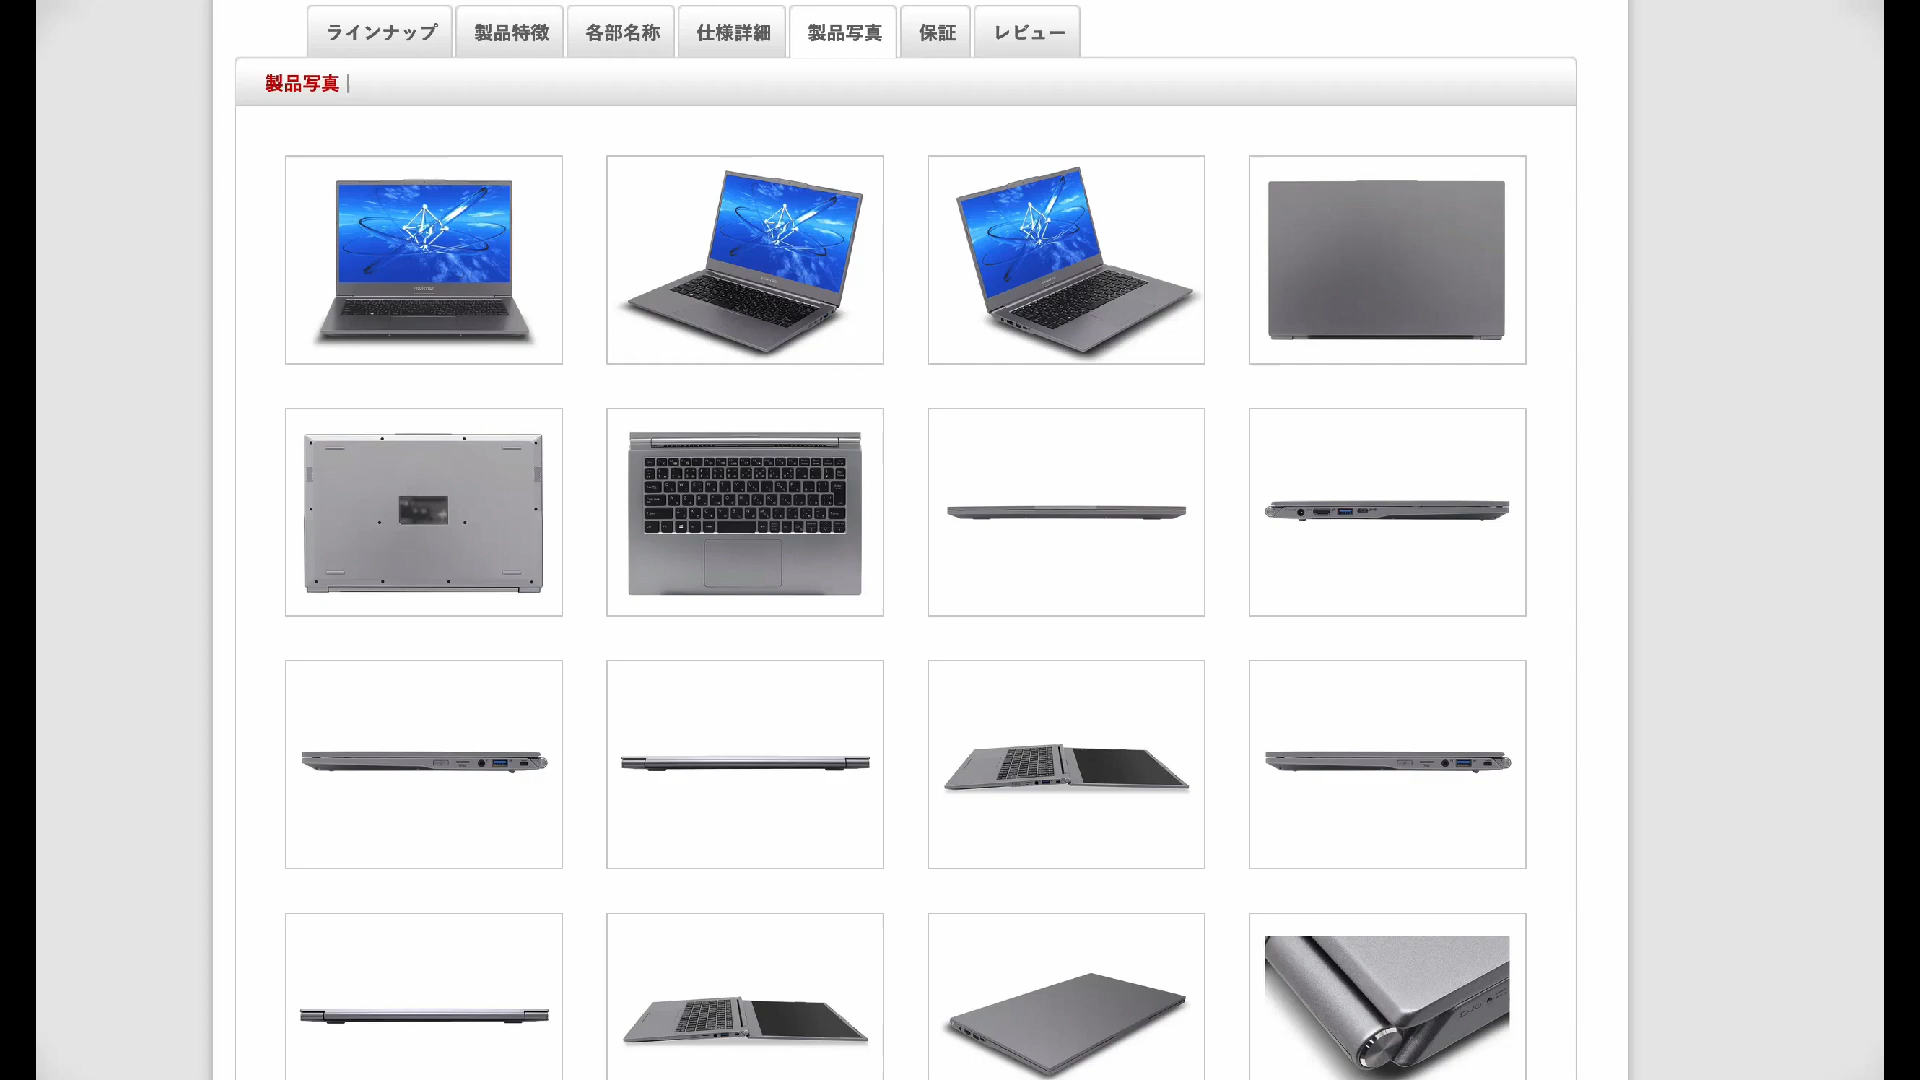 ラインナップ
製品特徴
各部名称
仕様詳細
製品写真
保証
レビュー
製品写真